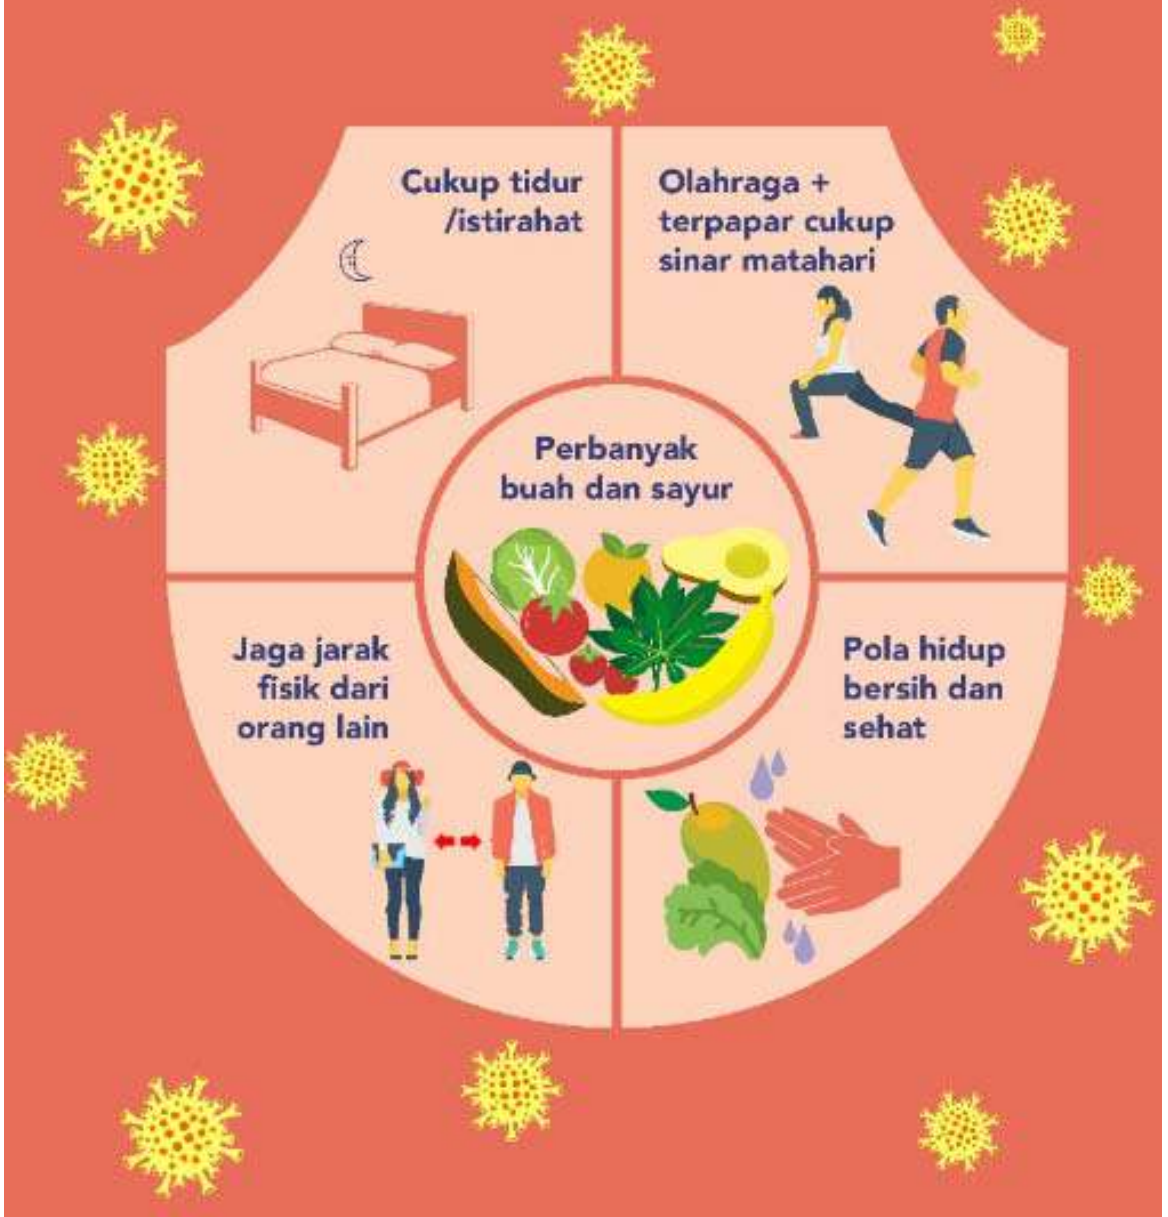 Cukup tidur
/istirahat
Olahraga +
terpapar cukup
sinar matahari
Perbanyak
buah dan sayur
Jaga jarak
fisik dari
orang lain
Pola hidup
bersih dan
sehat